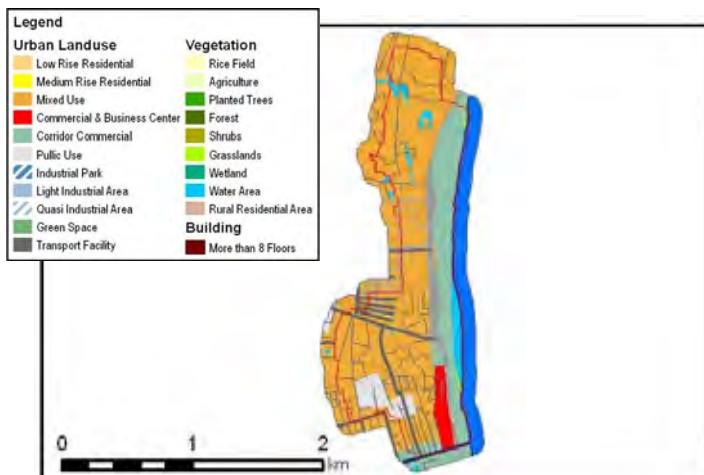 Legend
Urban Landuse
Low Rise Residential
Medium Rise Residential
Mixed Use
Commercial & Business Center
Corridor Commercial
Pullic Use
Industrial Park
Light Industrial Area
Quasi Industrial Area
Green Space
Transport Facility
Vegetation
Rice Field
Agriculture
Planted Trees
Forest
Shrubs
Grasslands
Wetland
Water Area
Rural Residential Area
Building
More than 8 Floors
0 1 2
km